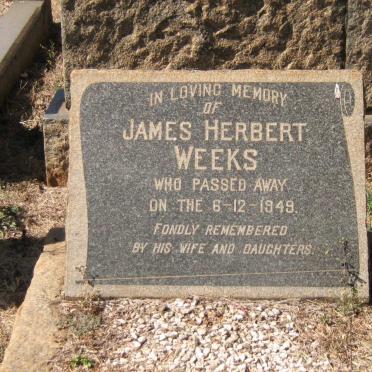 IN LOVING MEMORY
OF
JAMES HERBERT
WEEKS
WHO PASSED AWAY
ON THE 6-12-1949.
FONDLY REMEMBERED
BY HIS WIFE AND DAUGHTERS.